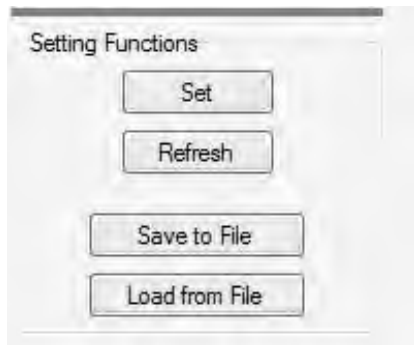 Setting Functions
Set
Refresh
Save to File
Load from File